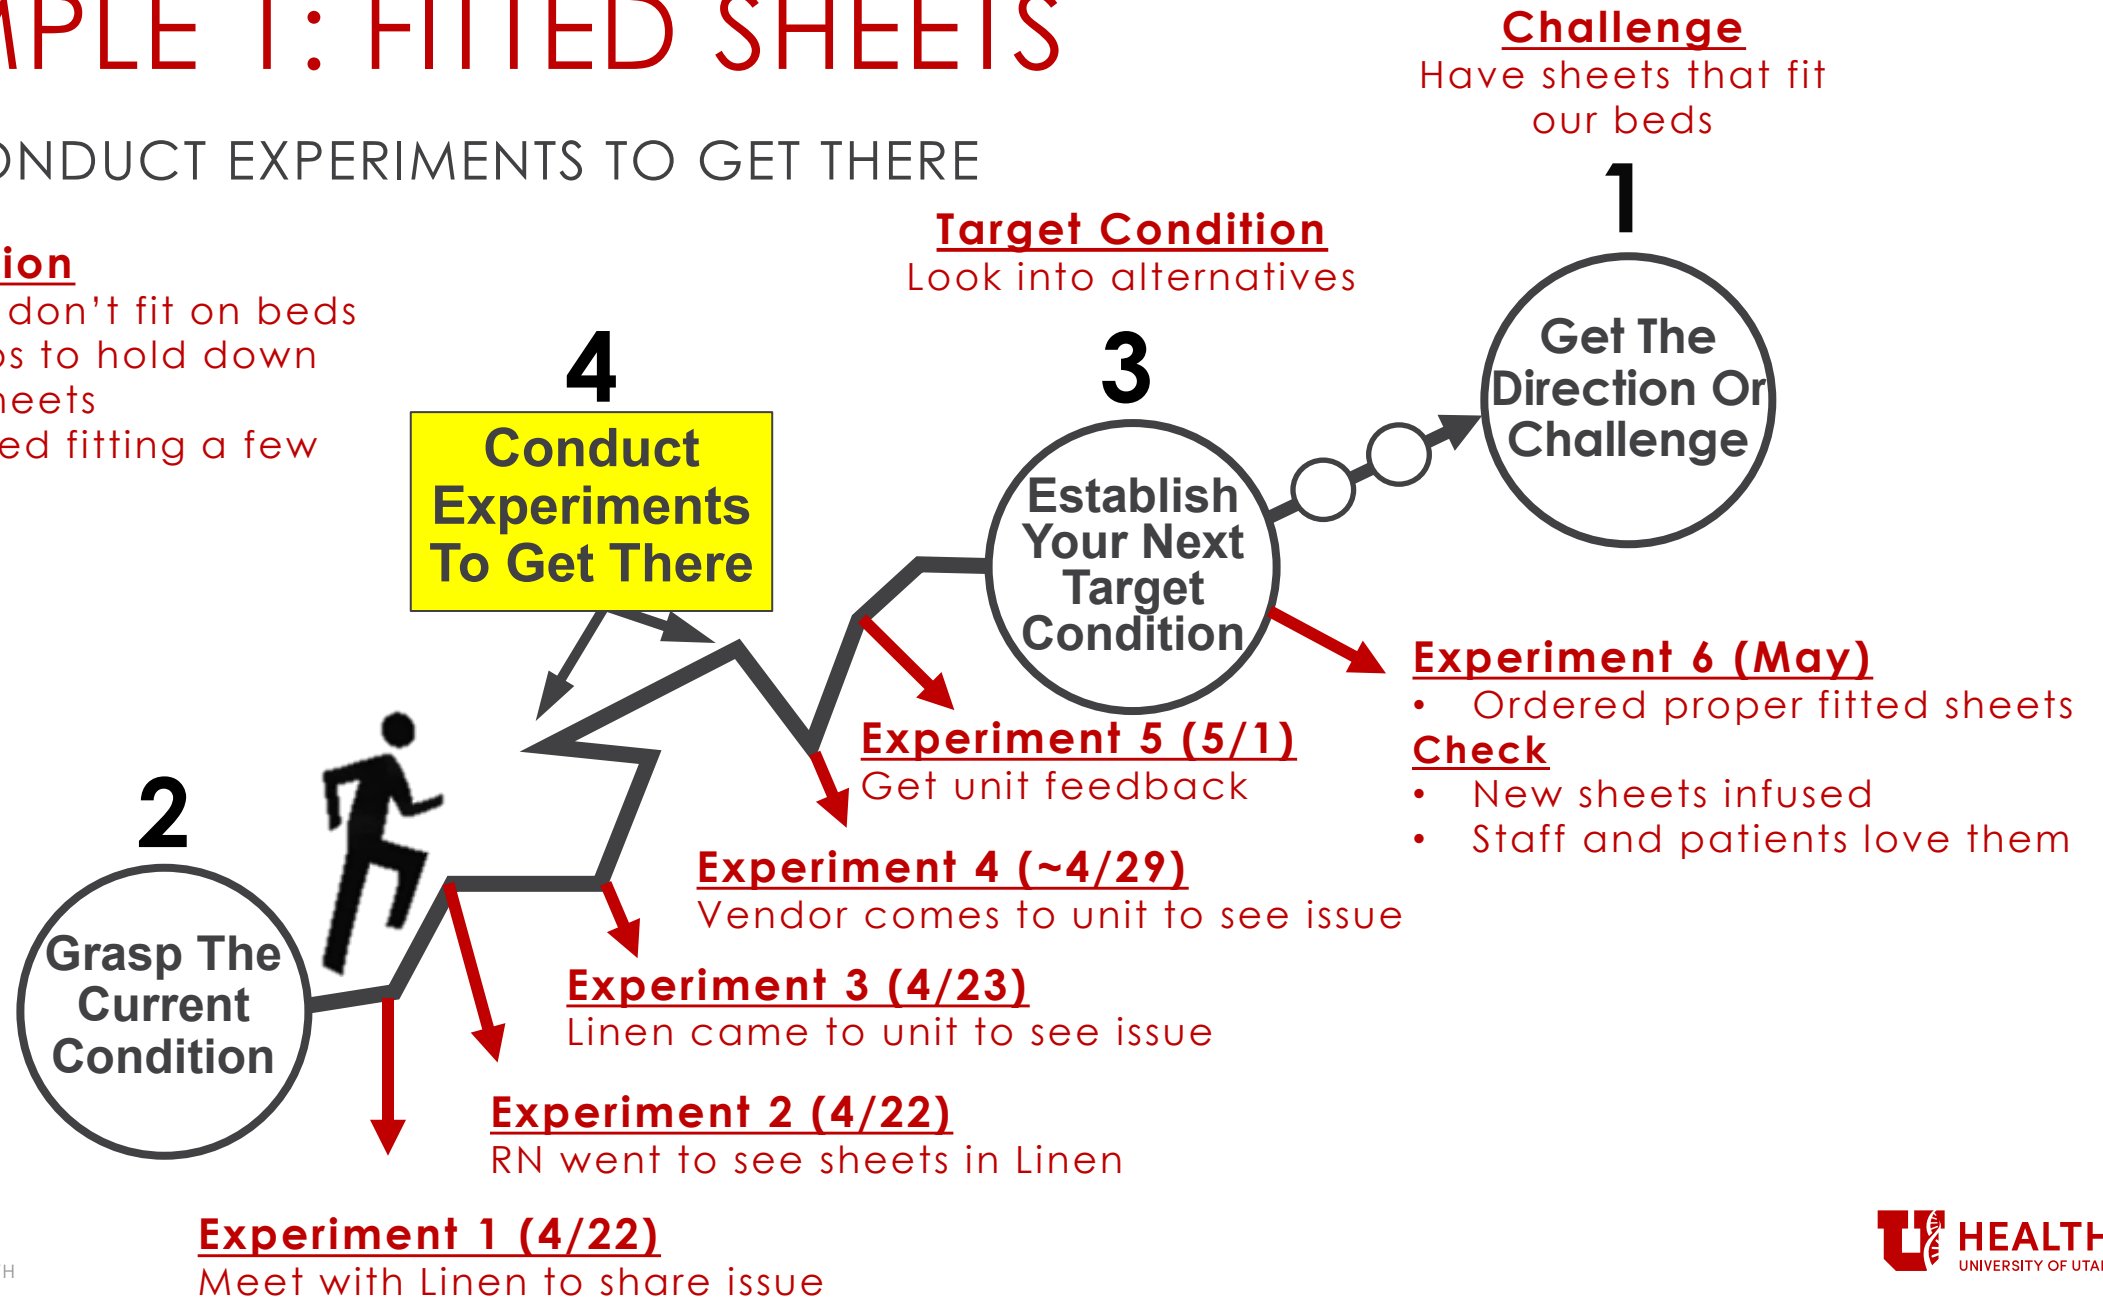 MPLE 1: FITTED SHEETS
ONDUCT EXPERIMENTS TO GET THERE
Challenge
Have sheets that fit
our beds
1
Get The
Direction Or
Challenge
Target Condition
Look into alternatives
3
Establish
Your Next
Target
Condition
ion
don't fit on beds
os to hold down
heets
ed fitting a few
4
Conduct
Experiments
To Get There
2
Grasp The
Current
Condition
Experiment 6 (May)
• Ordered proper fitted sheets
Check
• New sheets infused
• Staff and patients love them
Experiment 5 (5/1)
Get unit feedback
Experiment 4 (~4/29)
Vendor comes to unit to see issue
Experiment 3 (4/23)
Linen came to unit to see issue
Experiment 2 (4/22)
RN went to see sheets in Linen
Experiment 1 (4/22)
Meet with Linen to share issue
TH
U HEALTH
UNIVERSITY OF UTAH